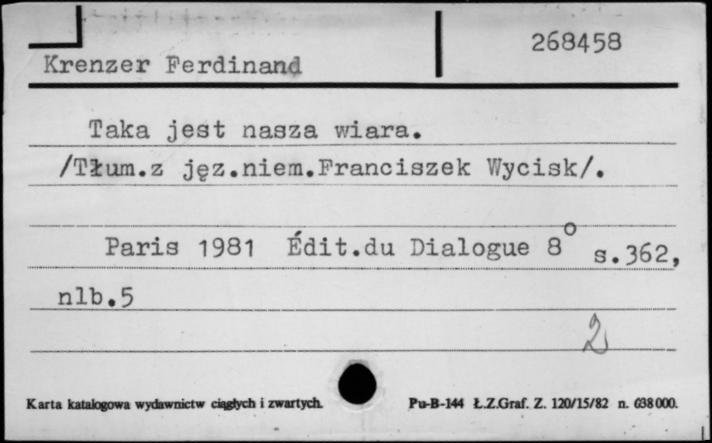 268458
Krenzer Ferdinand
Taka jest nasza wiara.
/Tłum.z jęz.niem.Franciszek Wycisk/.
Paris 1981 Édit.du Dialogue 8° s.362,
nlb.5
2
Karta katalogowa wydawnictw ciągłych i zwartych. Pu-B-144 Ł.Z.Graf. Z. 120/15/82 n. 638000.